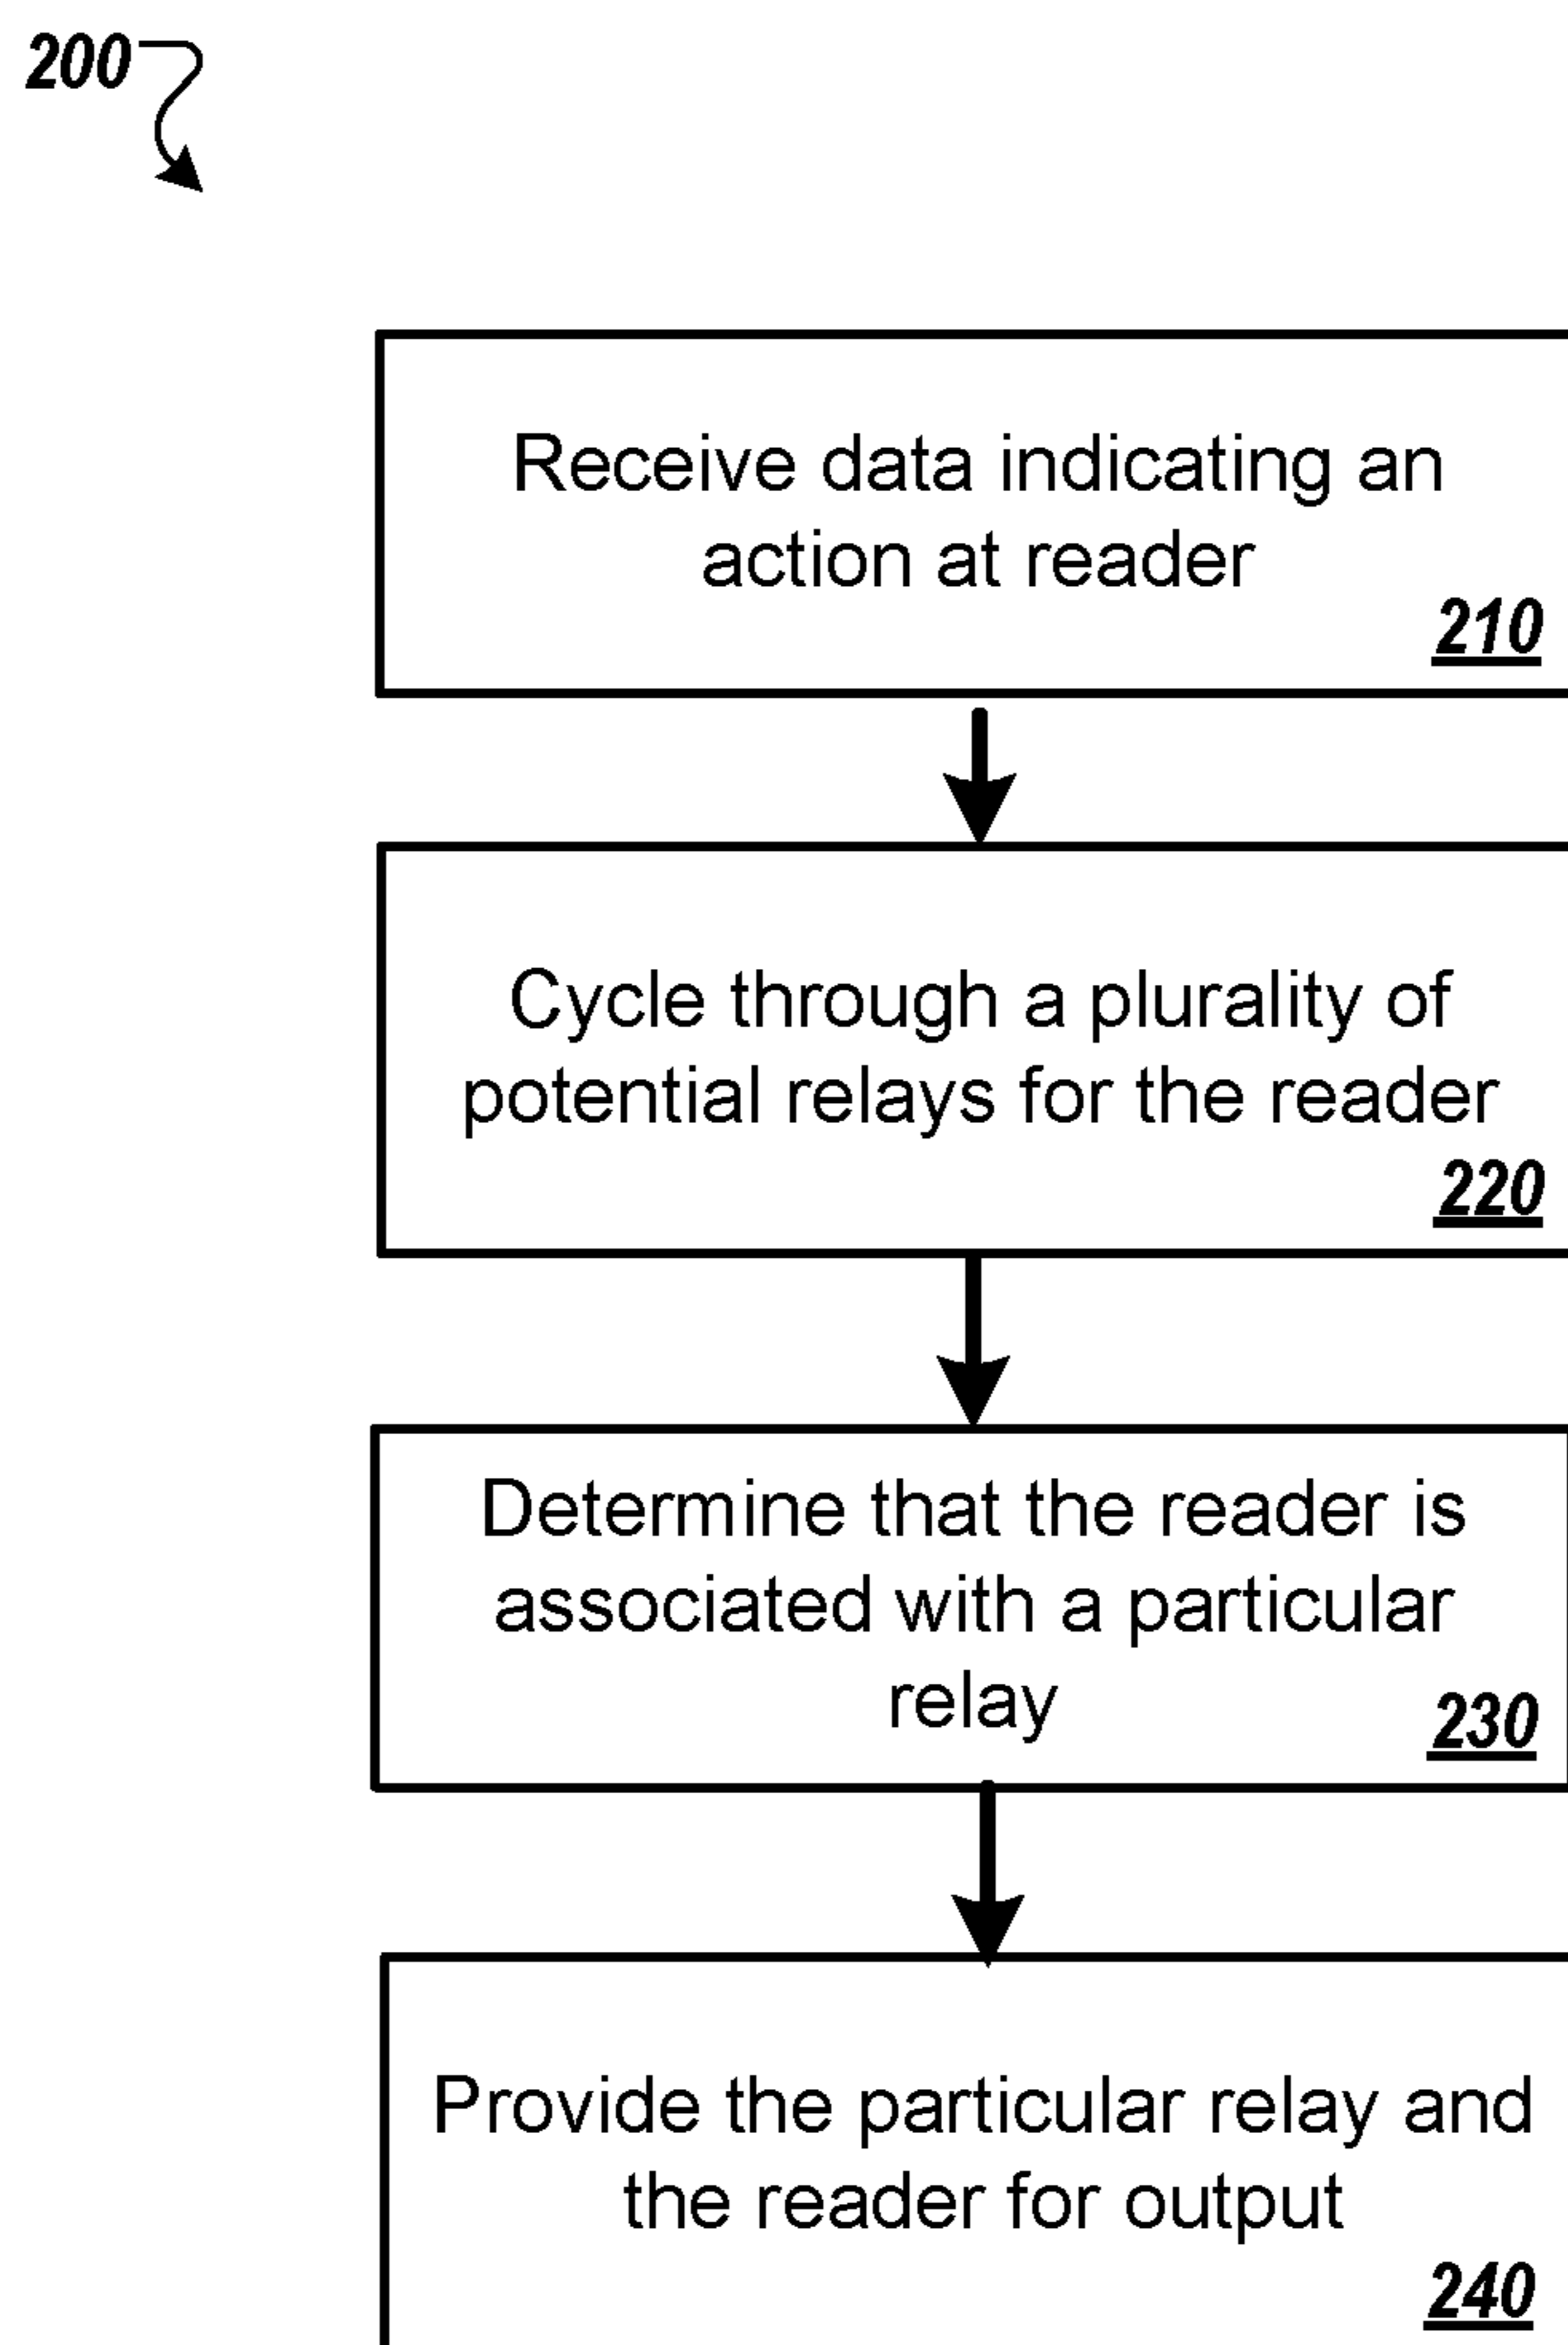 200
Receive data indicating an
action at reader
210
Cycle through a plurality of
potential relays for the reader
220
Determine that the reader is
associated with a particular
relay
230
Provide the particular relay and
the reader for output
240